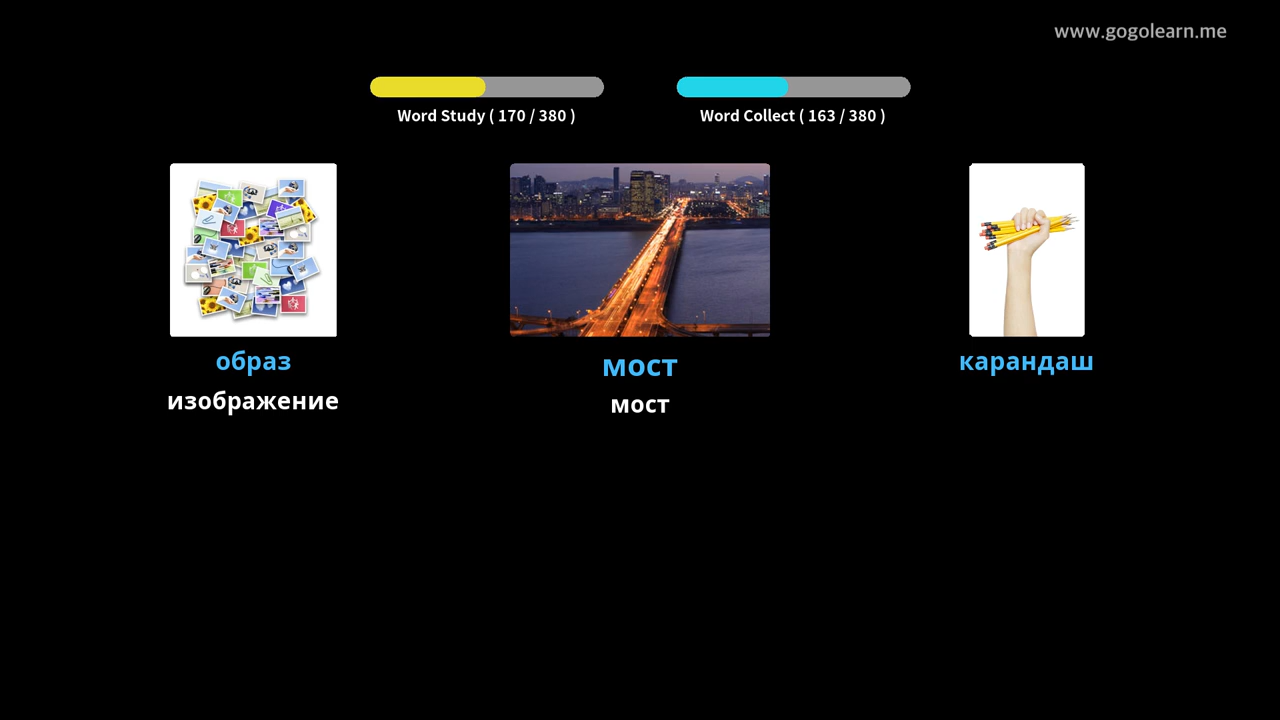 www.gogolearn.me
Word Study ( 170 / 380 )
Word Collect ( 163 / 380 )
образ
мост
карандаш
изображение
мост